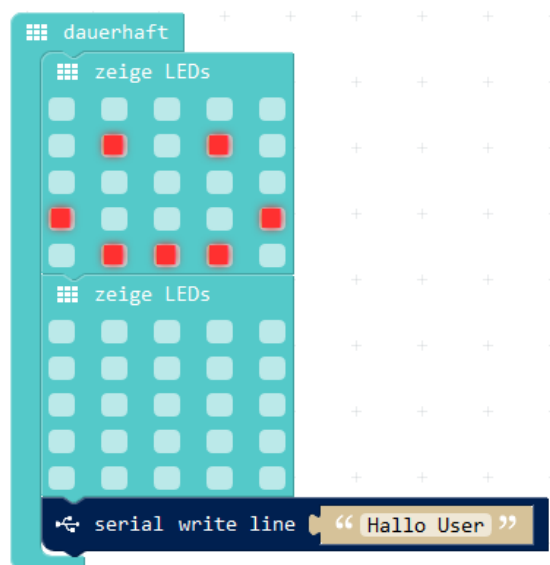 dauerhaft
zeige LEDs
zeige LEDs
serial write line “ Hallo User ”